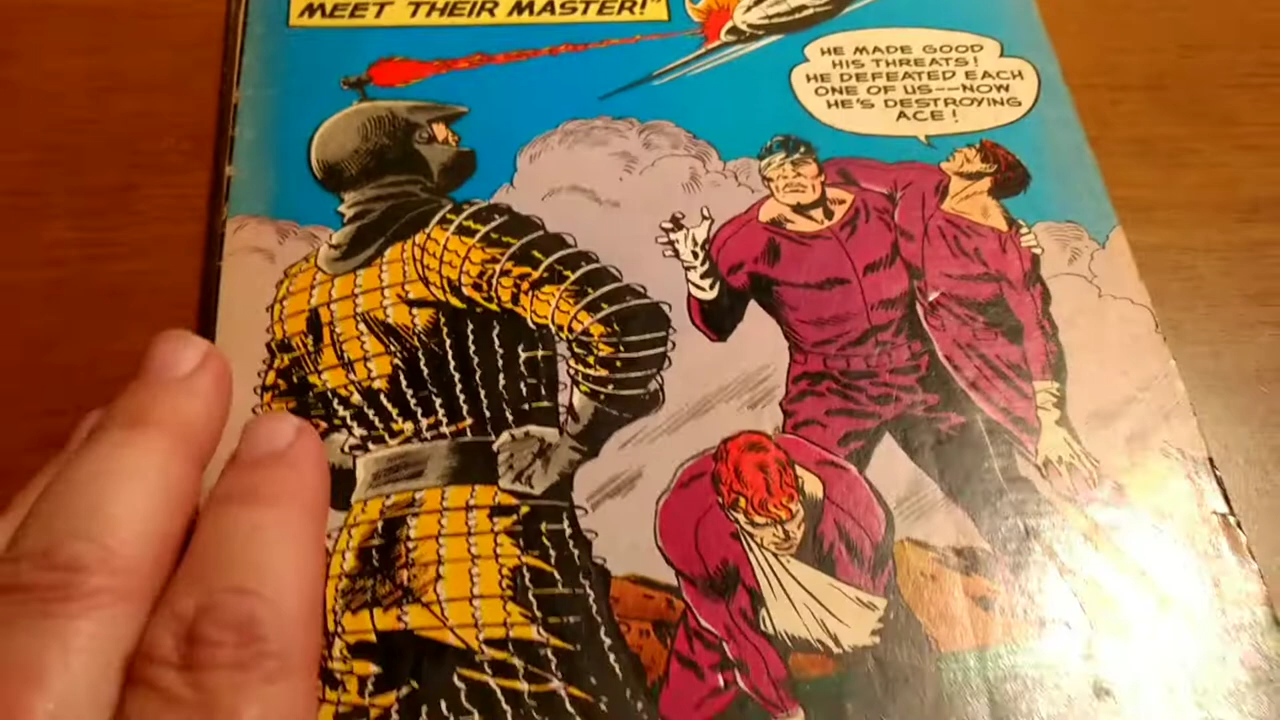 MEET THEIR MASTER!"
HE MADE GOOD
HIS THREATS!
HE DEFEATED EACH
ONE OF US--NOW
HE'S DESTROYING
ACE!